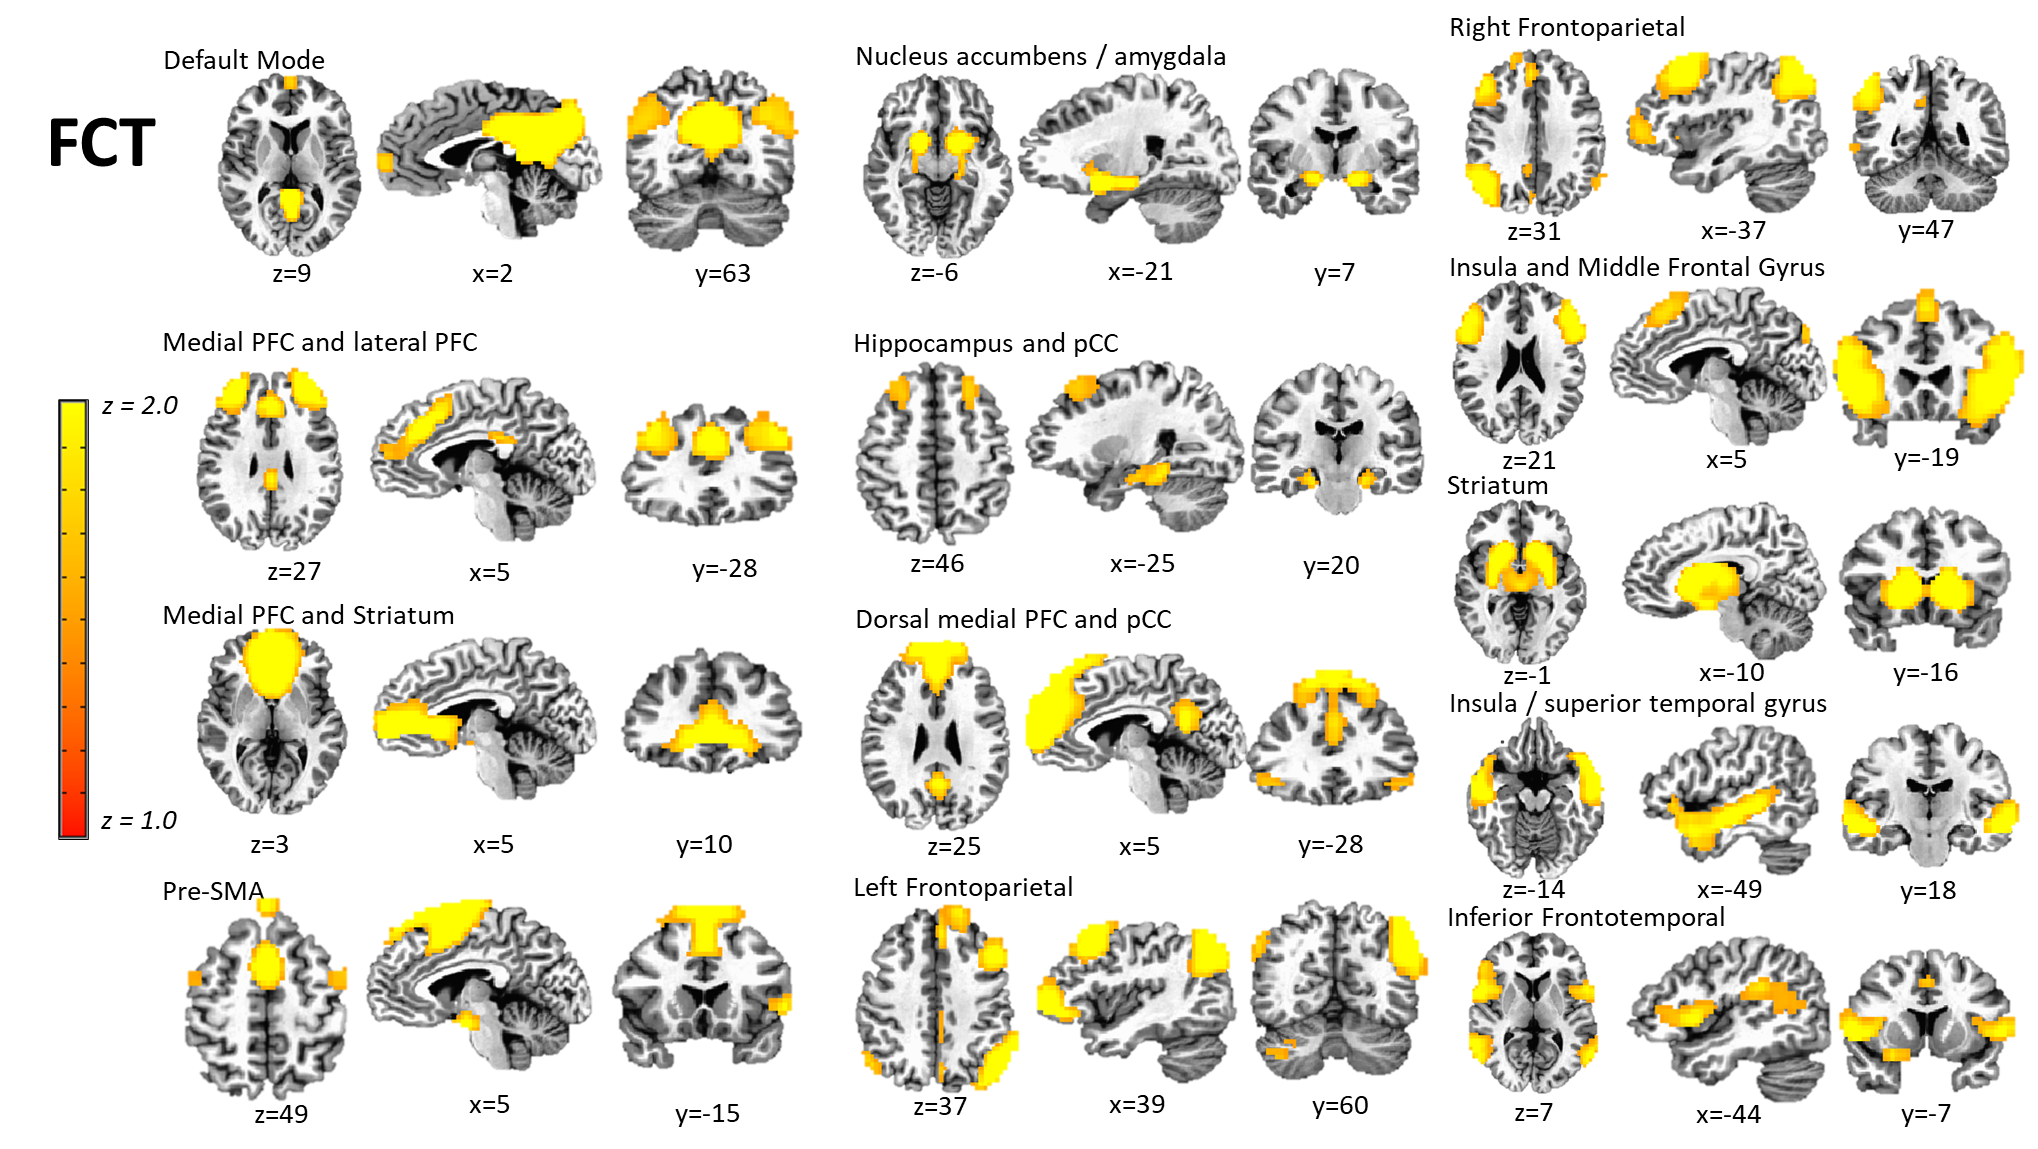 FCT
z = 2.0
z = 1.0
Default Mode
z=9 x=2 y=63
Medial PFC and lateral PFC
z=27 x=5 y=-28
Medial PFC and Striatum
z=3 x=5 y=10
Pre-SMA
z=49 x=5 y=-15
Nucleus accumbens / amygdala
z=-6 x=-21 y=7
Hippocampus and pCC
z=46 x=-25 y=20
Dorsal medial PFC and pCC
z=25 x=5 y=-28
Left Frontoparietal
z=37 x=39 y=60
Right Frontoparietal
z=31 x=-37 y=47
Insula and Middle Frontal Gyrus
z=21 x=5 y=-19
Striatum
z=-1 x=-10 y=-16
Insula / superior temporal gyrus
z=-14 x=-49 y=18
Inferior Frontotemporal
z=7 x=-44 y=-7